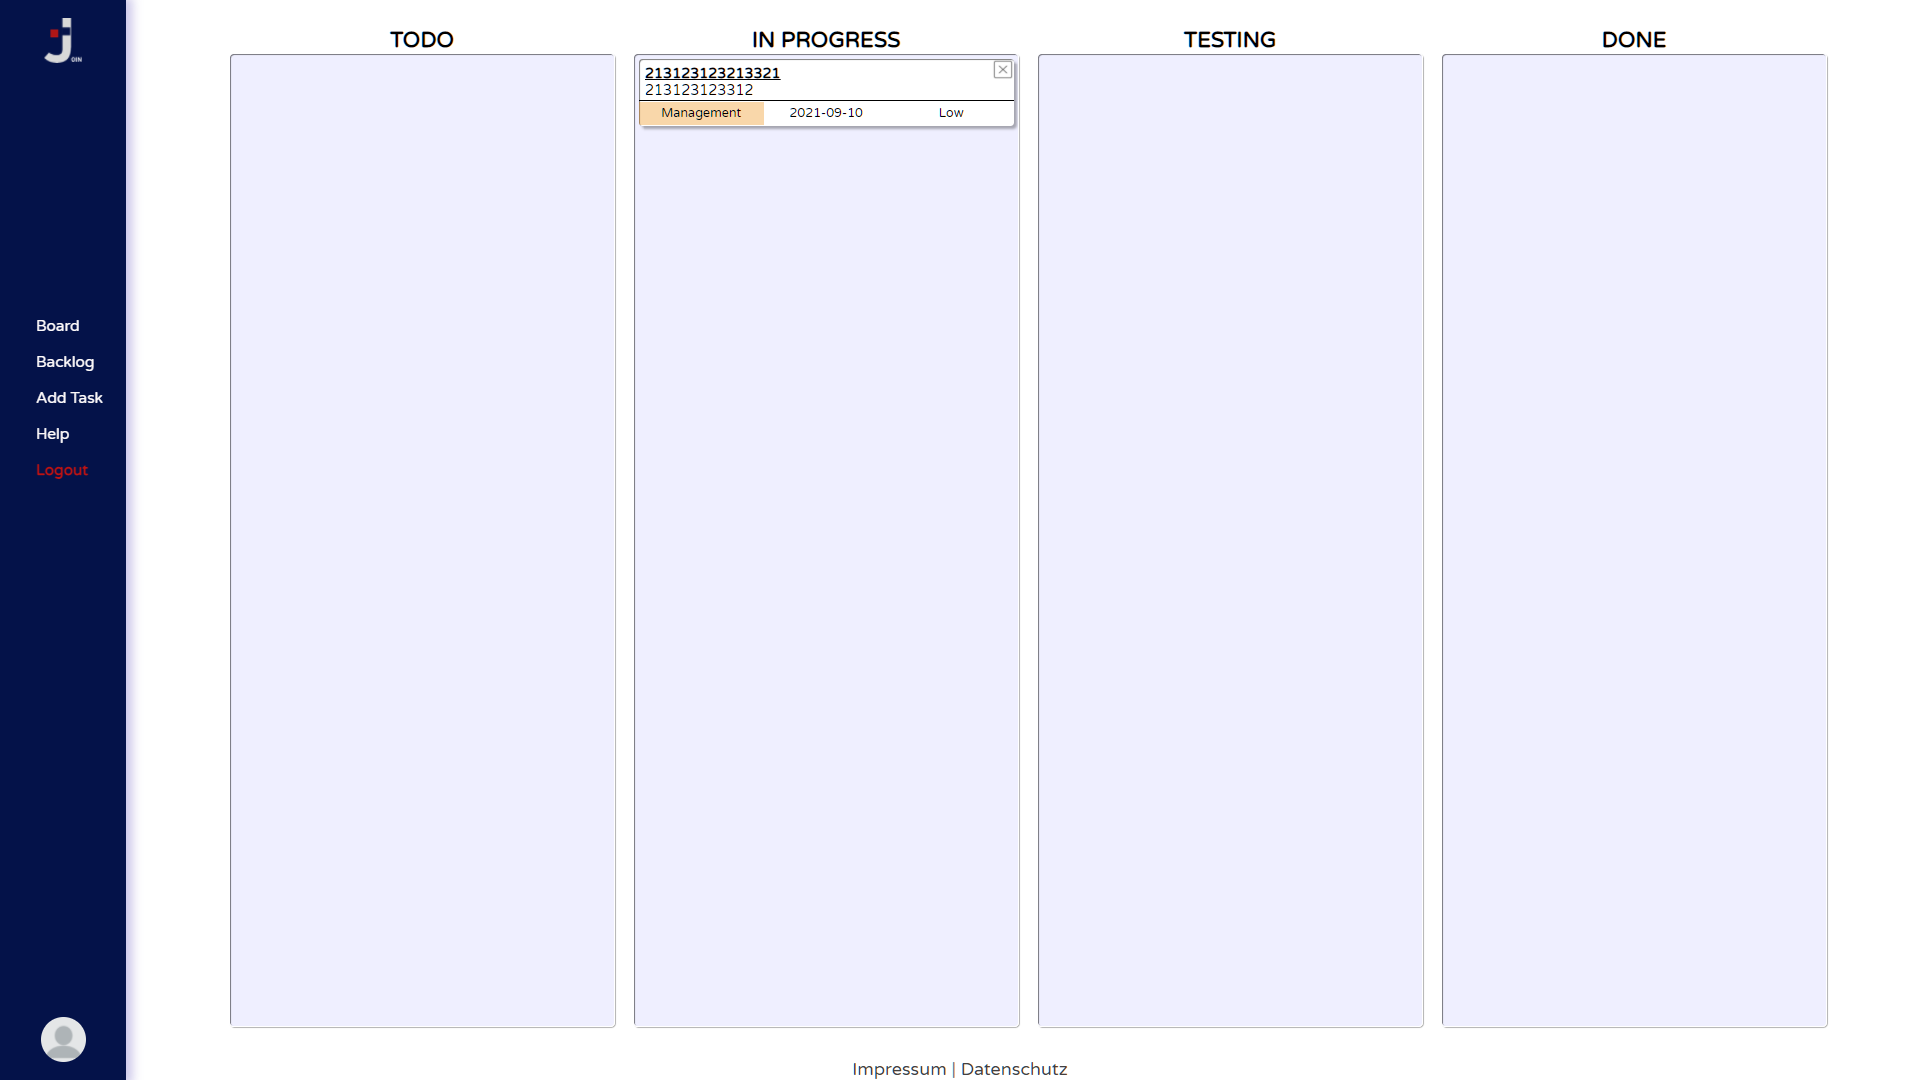 OIN
Board
Backlog
Add Task
Help
Logout
TODO
IN PROGRESS
213123123213321
213123123312
Management 2021-09-10 Low
TESTING
DONE
Impressum | Datenschutz